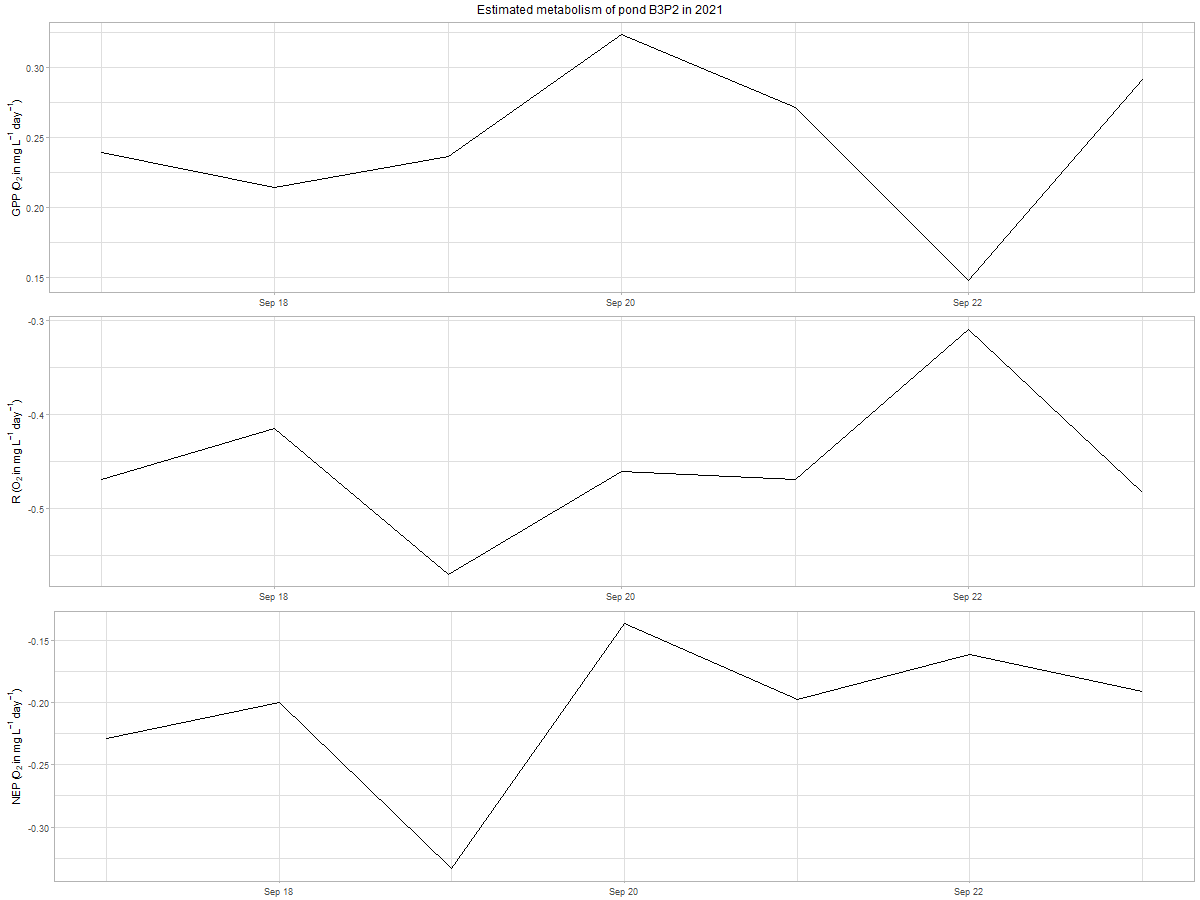 Estimated metabolism of pond B3P2 in 2021
GPP (O₂ in mg L⁻¹ day⁻¹)
0.30
0.25
0.20
0.15
Sep 18 Sep 20 Sep 22
R (O₂ in mg L⁻¹ day⁻¹)
-0.3
-0.4
-0.5
Sep 18 Sep 20 Sep 22
NEP (O₂ in mg L⁻¹ day⁻¹)
-0.15
-0.20
-0.25
-0.30
Sep 18 Sep 20 Sep 22